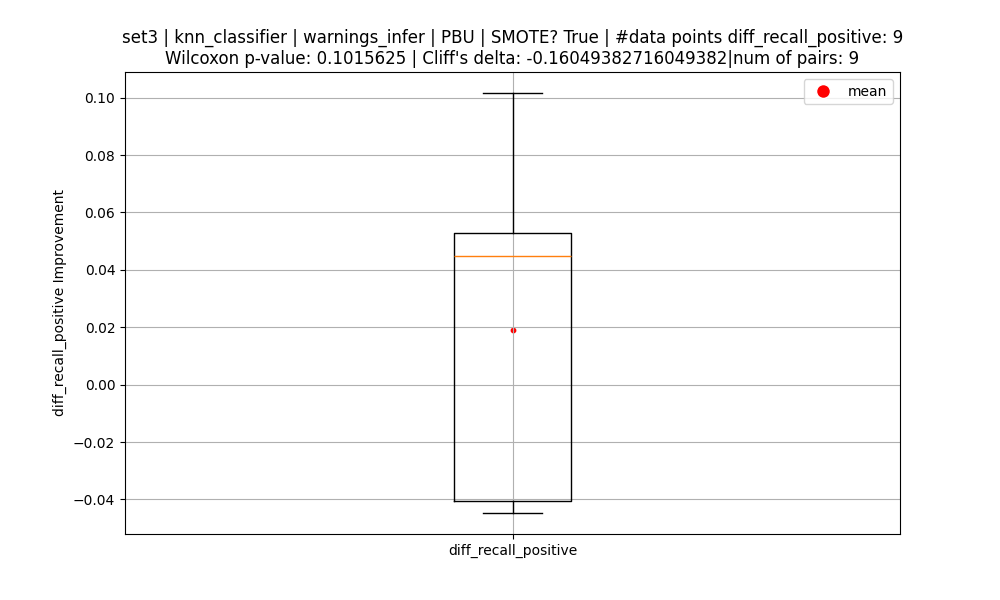 set3 | knn_classifier | warnings_infer | PBU | SMOTE? True | #data points diff_recall_positive: 9
Wilcoxon p-value: 0.1015625 | Cliff's delta: -0.16049382716049382|num of pairs: 9
mean
0.10
0.08
0.06
0.04
0.02
0.00
−0.02
−0.04
diff_recall_positive Improvement
diff_recall_positive